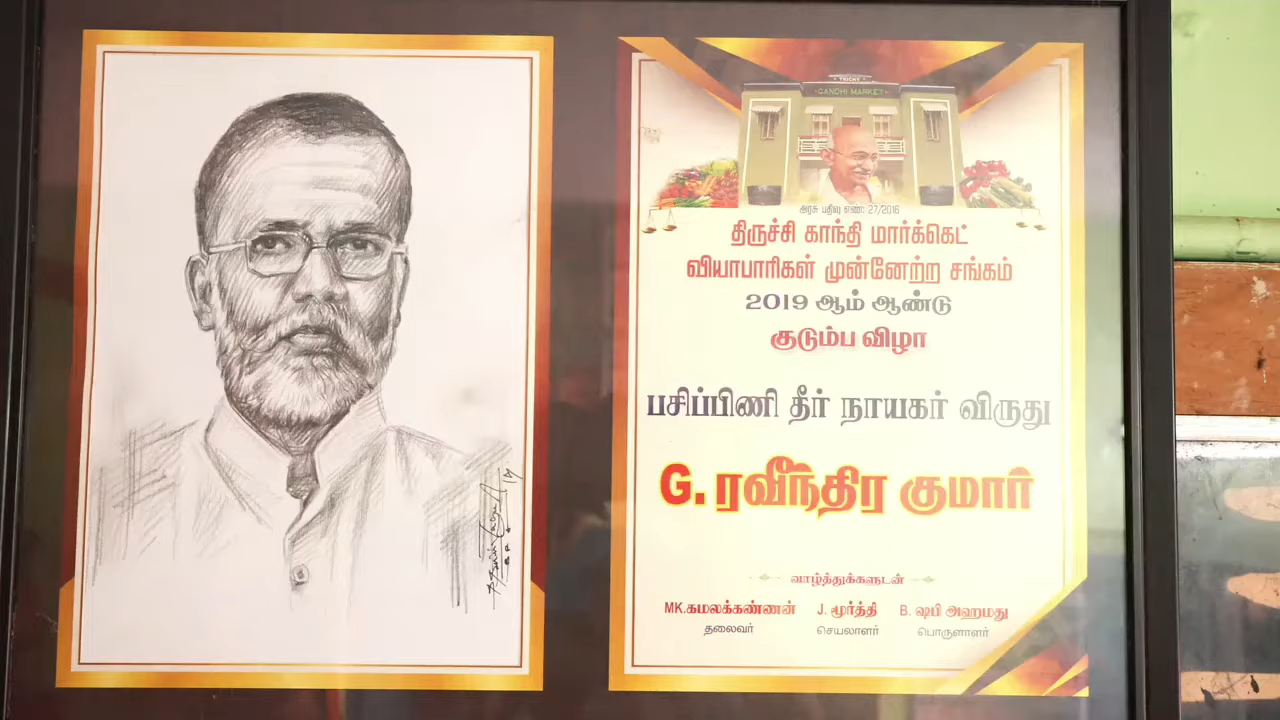 TRICHY
GANDHI MARKET
அரசு பதிவு எண்: 27/2016
திருச்சி காந்தி மார்க்கெட்
வியாபாரிகள் முன்னேற்ற சங்கம்
2019 ஆம் ஆண்டு
குடும்ப விழா
பசிப்பிணி தீர் நாயகர் விருது
G. ரவீந்திர குமார்
வாழ்த்துக்களுடன்
MK.கமலக்கண்ணன் J. மூர்த்தி B. ஷபி அஹமது
தலைவர் செயலாளர் பொருளாளர்